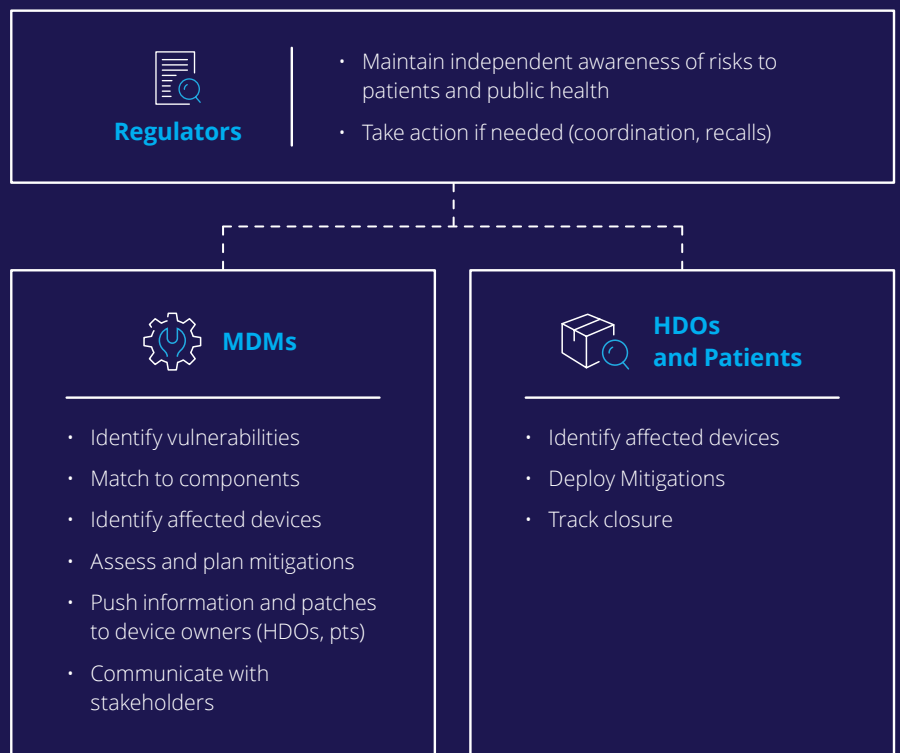 Regulators
• Maintain independent awareness of risks to
patients and public health
• Take action if needed (coordination, recalls)
MDMs
• Identify vulnerabilities
• Match to components
• Identify affected devices
• Assess and plan mitigations
• Push information and patches
to device owners (HDOs, pts)
• Communicate with
stakeholders
HDOs
and Patients
• Identify affected devices
• Deploy Mitigations
• Track closure